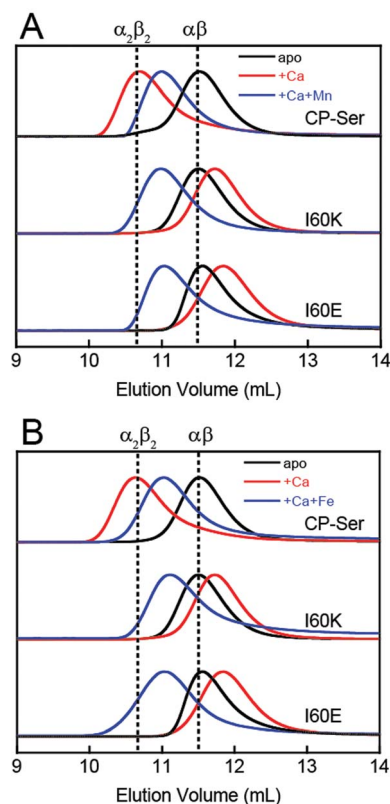 A
α₂β₂ αβ
apo
+Ca
+Ca+Mn
CP-Ser
I60K
I60E
9 10 11 12 13 14
Elution Volume (mL)
B
α₂β₂ αβ
apo
+Ca
+Ca+Fe
CP-Ser
I60K
I60E
9 10 11 12 13 14
Elution Volume (mL)